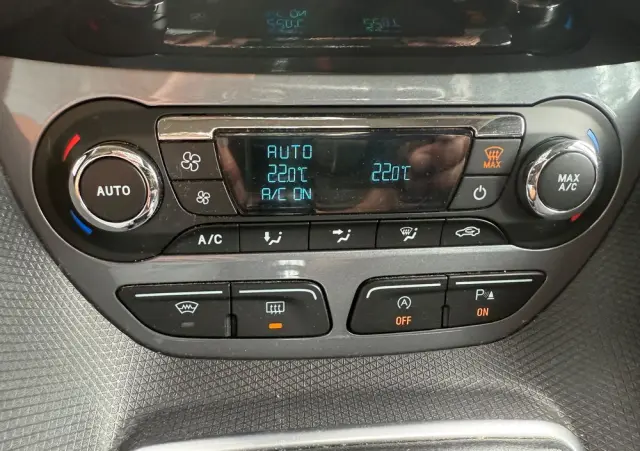 AUTO
22.0°C 22.0°C
A/C ON
AUTO
MAX
MAX
A/C
A/C
A
OFF
P
ON